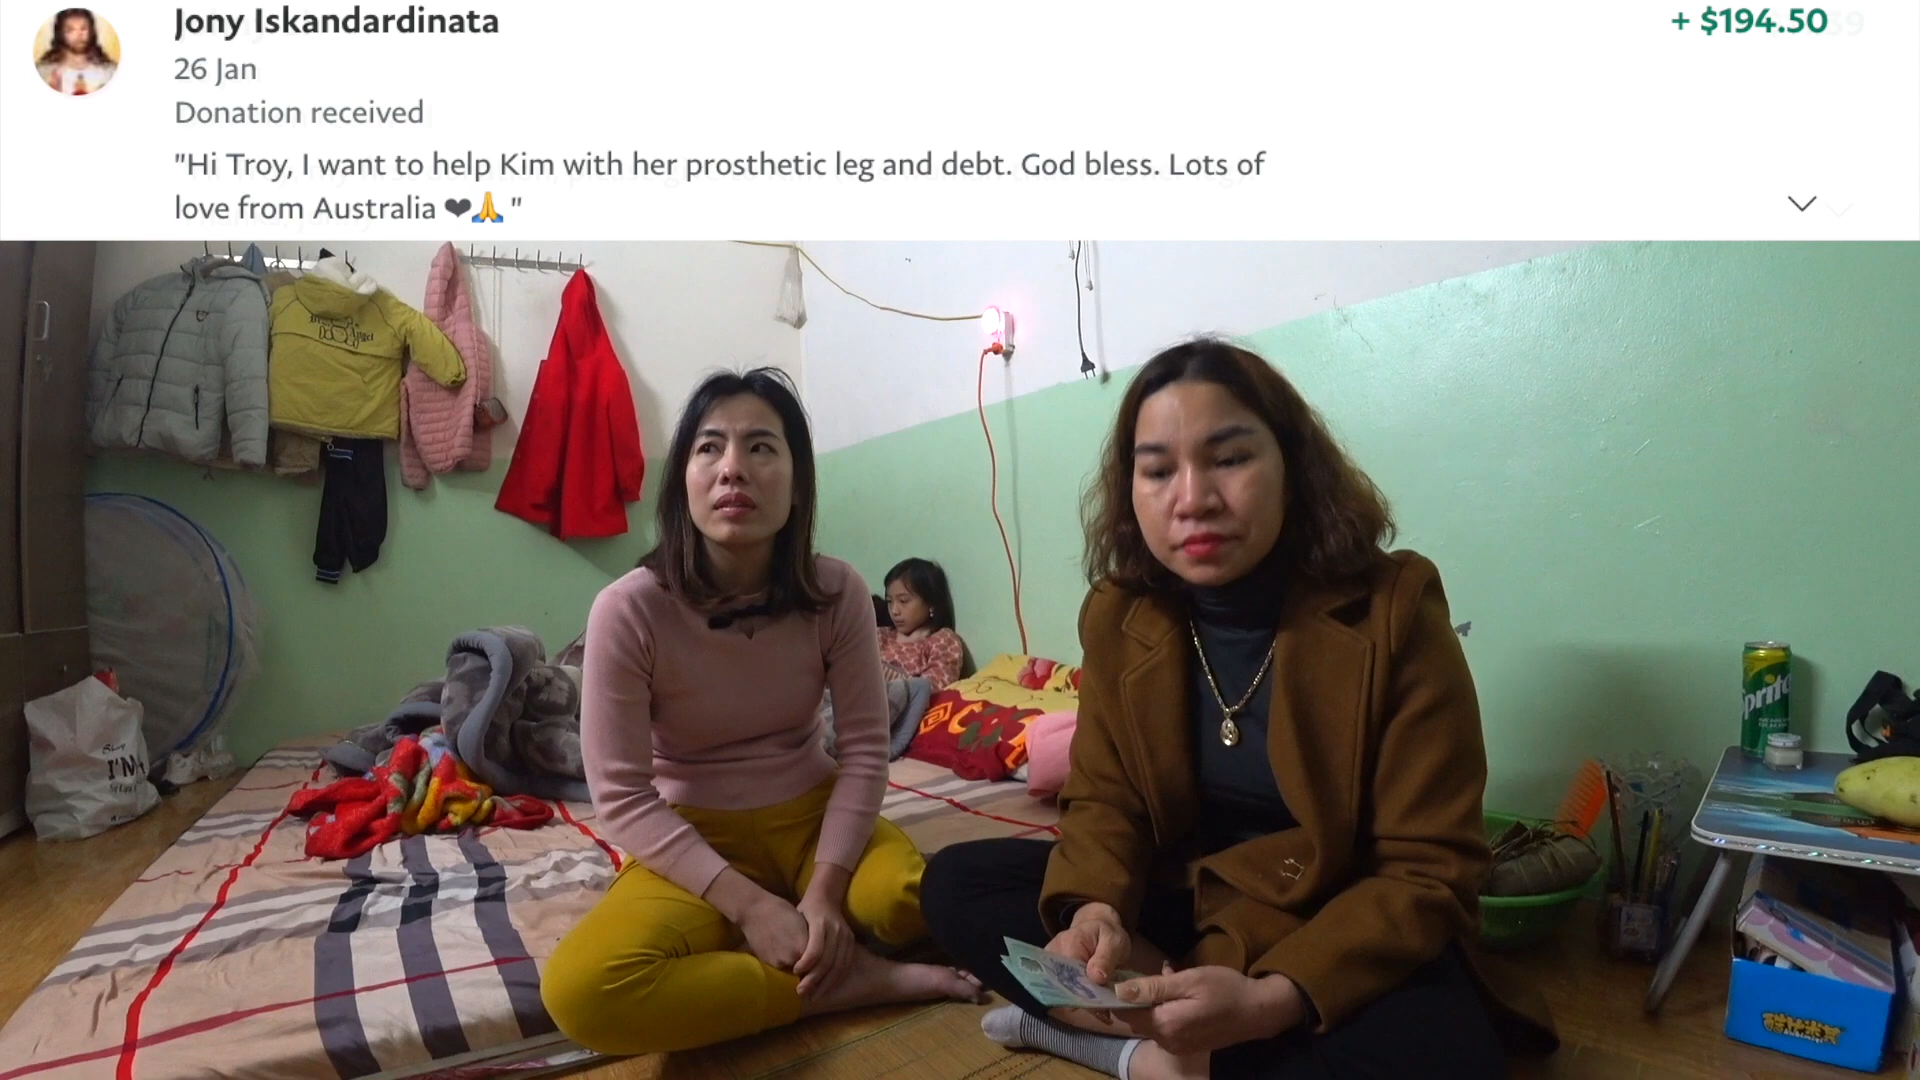 Jony Iskandardinata
+ $194.50
26 Jan
Donation received
"Hi Troy, I want to help Kim with her prosthetic leg and debt. God bless. Lots of
love from Australia ❤🙏 "
Angel
I'M
Sprite